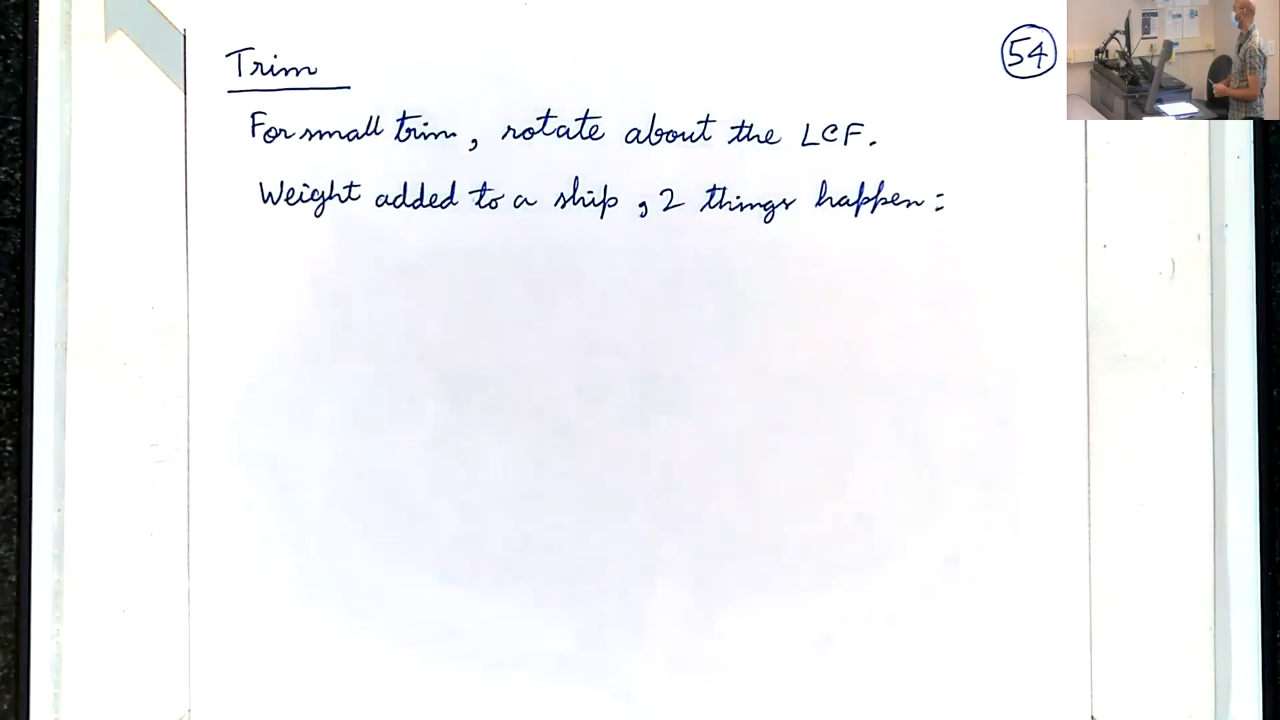 Trim
54
For small trim, rotate about the LCF.
Weight added to a ship, 2 things happen: